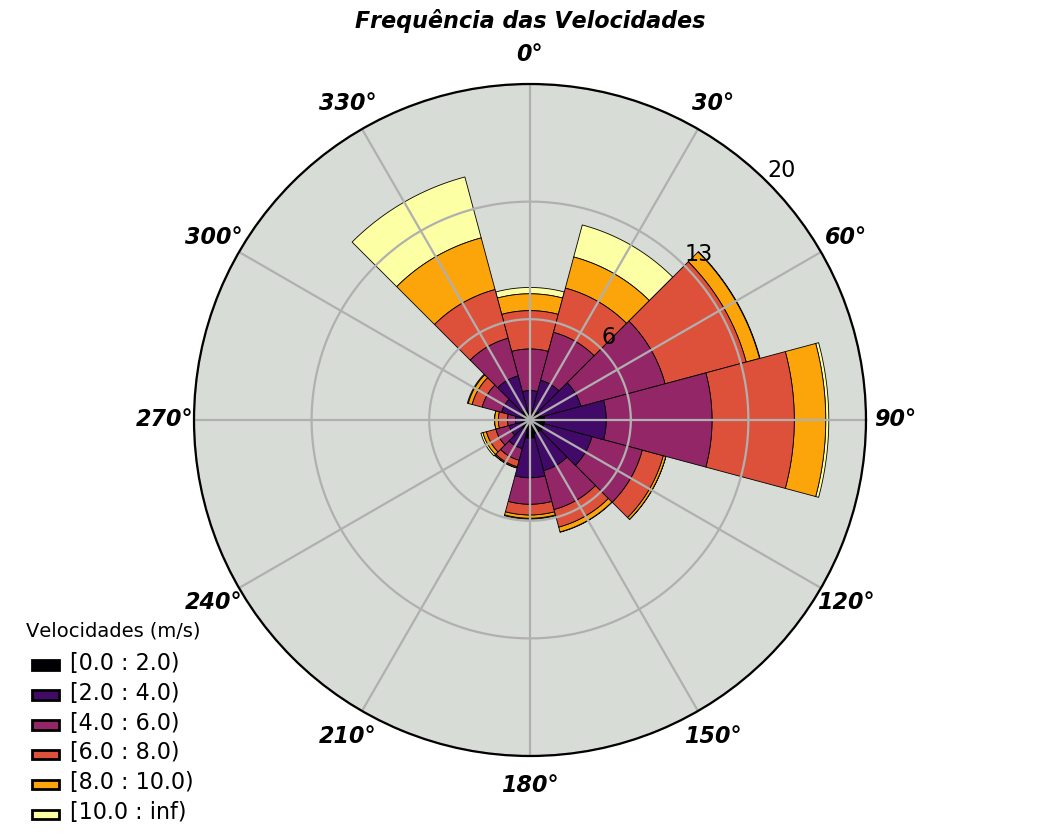 Frequência das Velocidades
0°
330°
30°
20
300°
60°
13
6
270°
90°
240°
120°
210°
150°
180°
Velocidades (m/s)
[0.0 : 2.0)
[2.0 : 4.0)
[4.0 : 6.0)
[6.0 : 8.0)
[8.0 : 10.0)
[10.0 : inf)